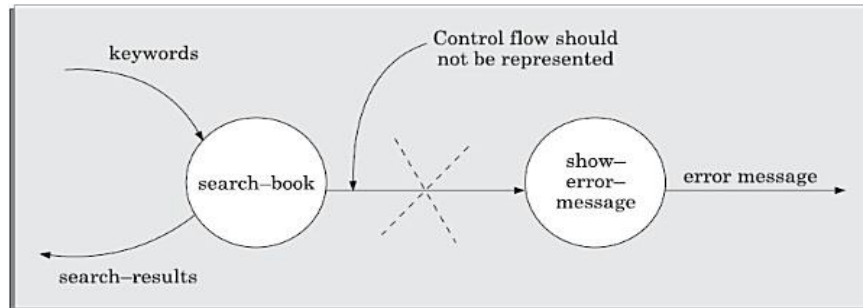 keywords
Control flow should
not be represented
search–book
show–
error–
message
error message
search–results